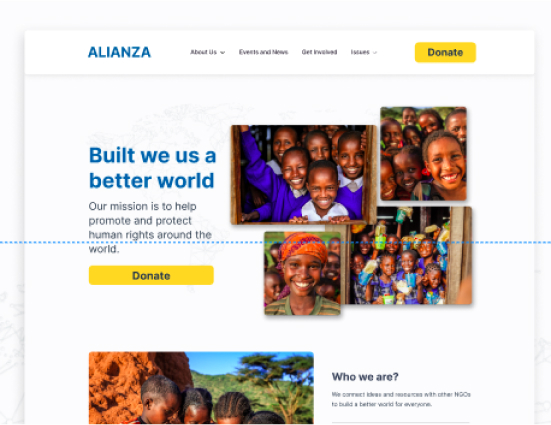 ALIANZA
About Us
Events and News
Get Involved
Issues
Donate
Built we us a
better world
Our mission is to help
promote and protect
human rights around the
world.
Donate
Who we are?
We connect ideas and resources with other NGOs
to build a better world for everyone.